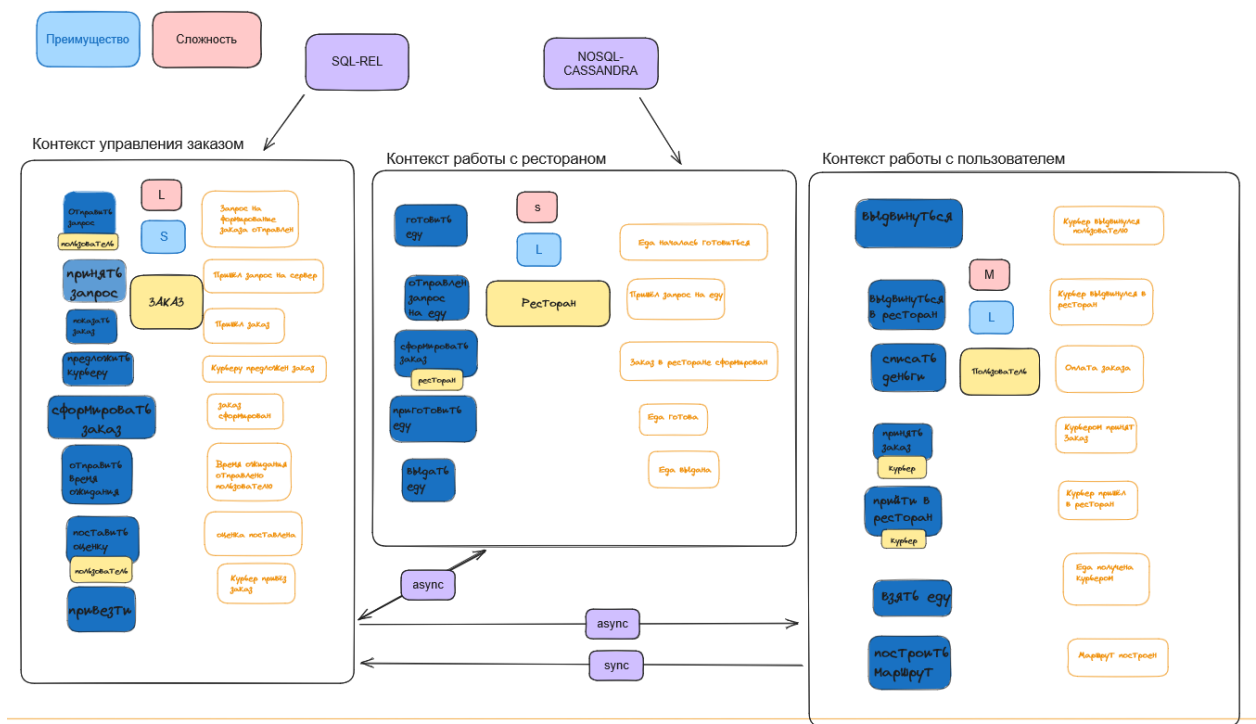 Преимущество
Сложность
SQL-REL
NOSQL-
CASSANDRA
Контекст управления заказом
Отправить
запрос
пользователь
L
S
Запрос на
формирование
заказа отправлен
принять
запрос
ЗАКАЗ
Пришёл запрос на сервер
показать
заказ
Пришёл заказ
предложить
курьеру
Курьеру предложен заказ
сформировать
заказ
заказ
сформирован
отправить
время
ожидания
Время ожидания
отправлено
пользователю
поставить
оценку
пользователь
оценка поставлена
привезти
Курьер привёз
заказ
Контекст работы с рестораном
готовить
еду
s
L
Еда началась готовиться
отправлен
запрос
на еду
Ресторан
Пришёл запрос на еду
сформировать
заказ
ресторан
Заказ в ресторане сформирован
приготовить
еду
Еда готова
выдать
еду
Еда выдана
Контекст работы с пользователем
выдвинуться
Курьер выдвинулся
пользователю
M
L
выдвинуться
в ресторан
Курьер выдвинулся в
ресторан
списать
деньги
Пользователь
Оплата заказа
принять
заказ
курьер
Курьером принят
заказ
прийти в
ресторан
курьер
Курьер пришёл
в ресторан
взять еду
Еда получена
курьером
построить
маршрут
Маршрут построен
async
async
sync